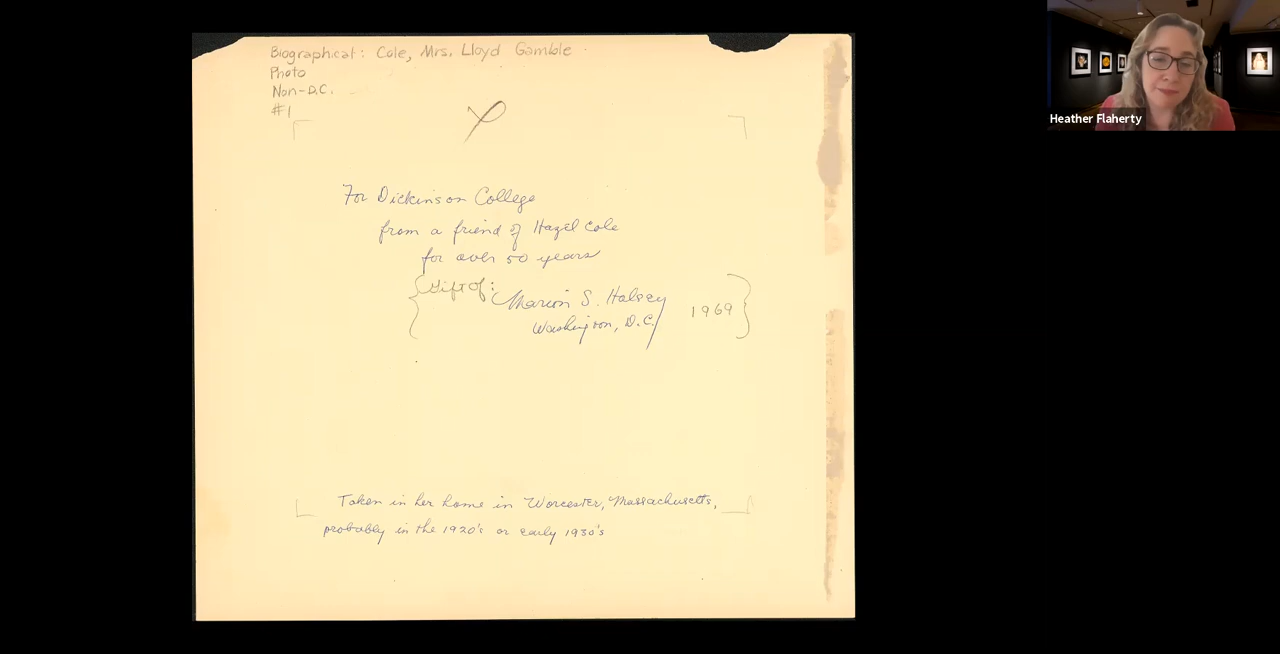 Biographical: Cole, Mrs. Lloyd Gamble
Photo
Non-D.C.
#1
For Dickinson College
from a friend of Hazel Cole
for over 50 years
{Gift of: Marion S. Halsey
Washington, D.C. 1969}
Taken in her home in Worcester, Massachusetts,
probably in the 1920's or early 1930's
Heather Flaherty